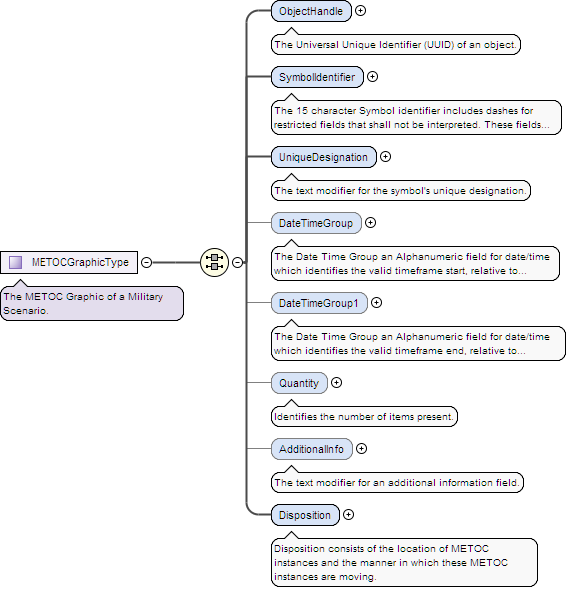 ObjectHandle
The Universal Unique Identifier (UUID) of an object.
SymbolIdentifier
The 15 character Symbol identifier includes dashes for
restricted fields that shall not be interpreted. These fields...
UniqueDesignation
The text modifier for the symbol's unique designation.
DateTimeGroup
The Date Time Group an Alphanumeric field for date/time
which identifies the valid timeframe start, relative to...
METOCGraphicType
The METOC Graphic of a Military
Scenario.
DateTimeGroup1
The Date Time Group an Alphanumeric field for date/time
which identifies the valid timeframe end, relative to...
Quantity
Identifies the number of items present.
AdditionalInfo
The text modifier for an additional information field.
Disposition
Disposition consists of the location of METOC
instances and the manner in which these METOC
instances are moving.